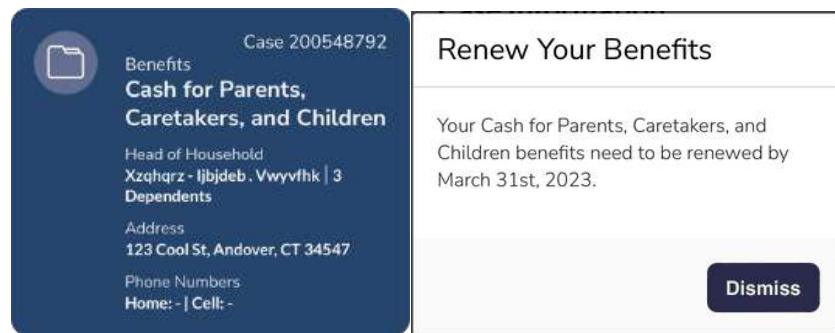 Case 200548792
Benefits
Cash for Parents,
Caretakers, and Children
Head of Household
Xzqhqrz - Ijbjdeb . Vwyvfhk | 3
Dependents
Address
123 Cool St, Andover, CT 34547
Phone Numbers
Home: - | Cell: -
Renew Your Benefits
Your Cash for Parents, Caretakers, and
Children benefits need to be renewed by
March 31st, 2023.
Dismiss